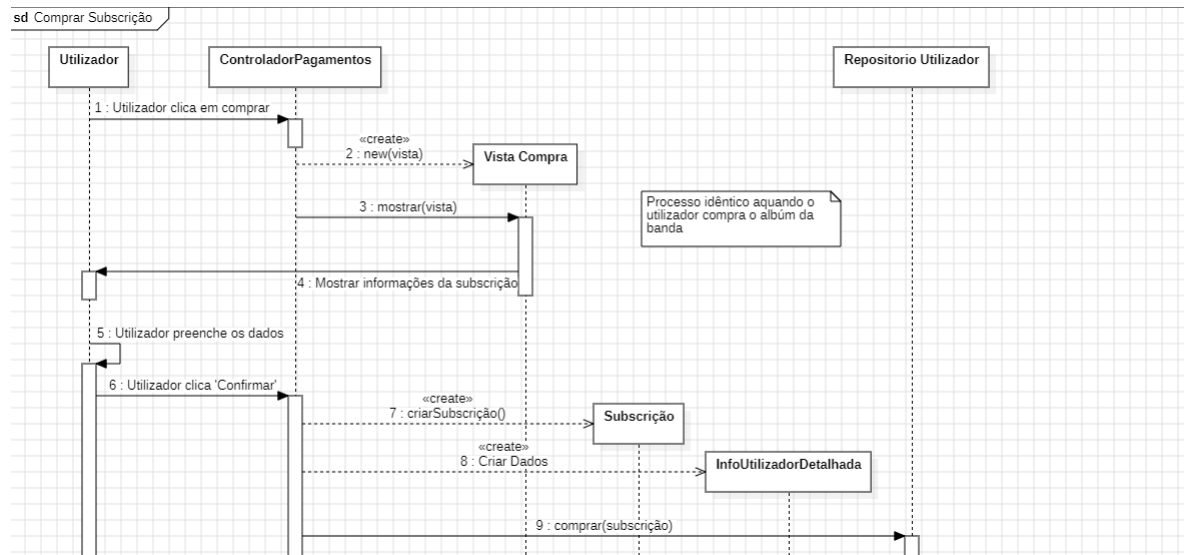 sd Comprar Subscrição
Utilizador
ControladorPagamentos
Repositorio Utilizador
1 : Utilizador clica em comprar
«create»
2 : new(vista)
Vista Compra
3 : mostrar(vista)
Processo idêntico aquando o
utilizador compra o albúm da
banda
4 : Mostrar informações da subscrição
5 : Utilizador preenche os dados
6 : Utilizador clica 'Confirmar'
«create»
7 : criarSubscrição()
Subscrição
«create»
8 : Criar Dados
InfoUtilizadorDetalhada
9 : comprar(subscrição)